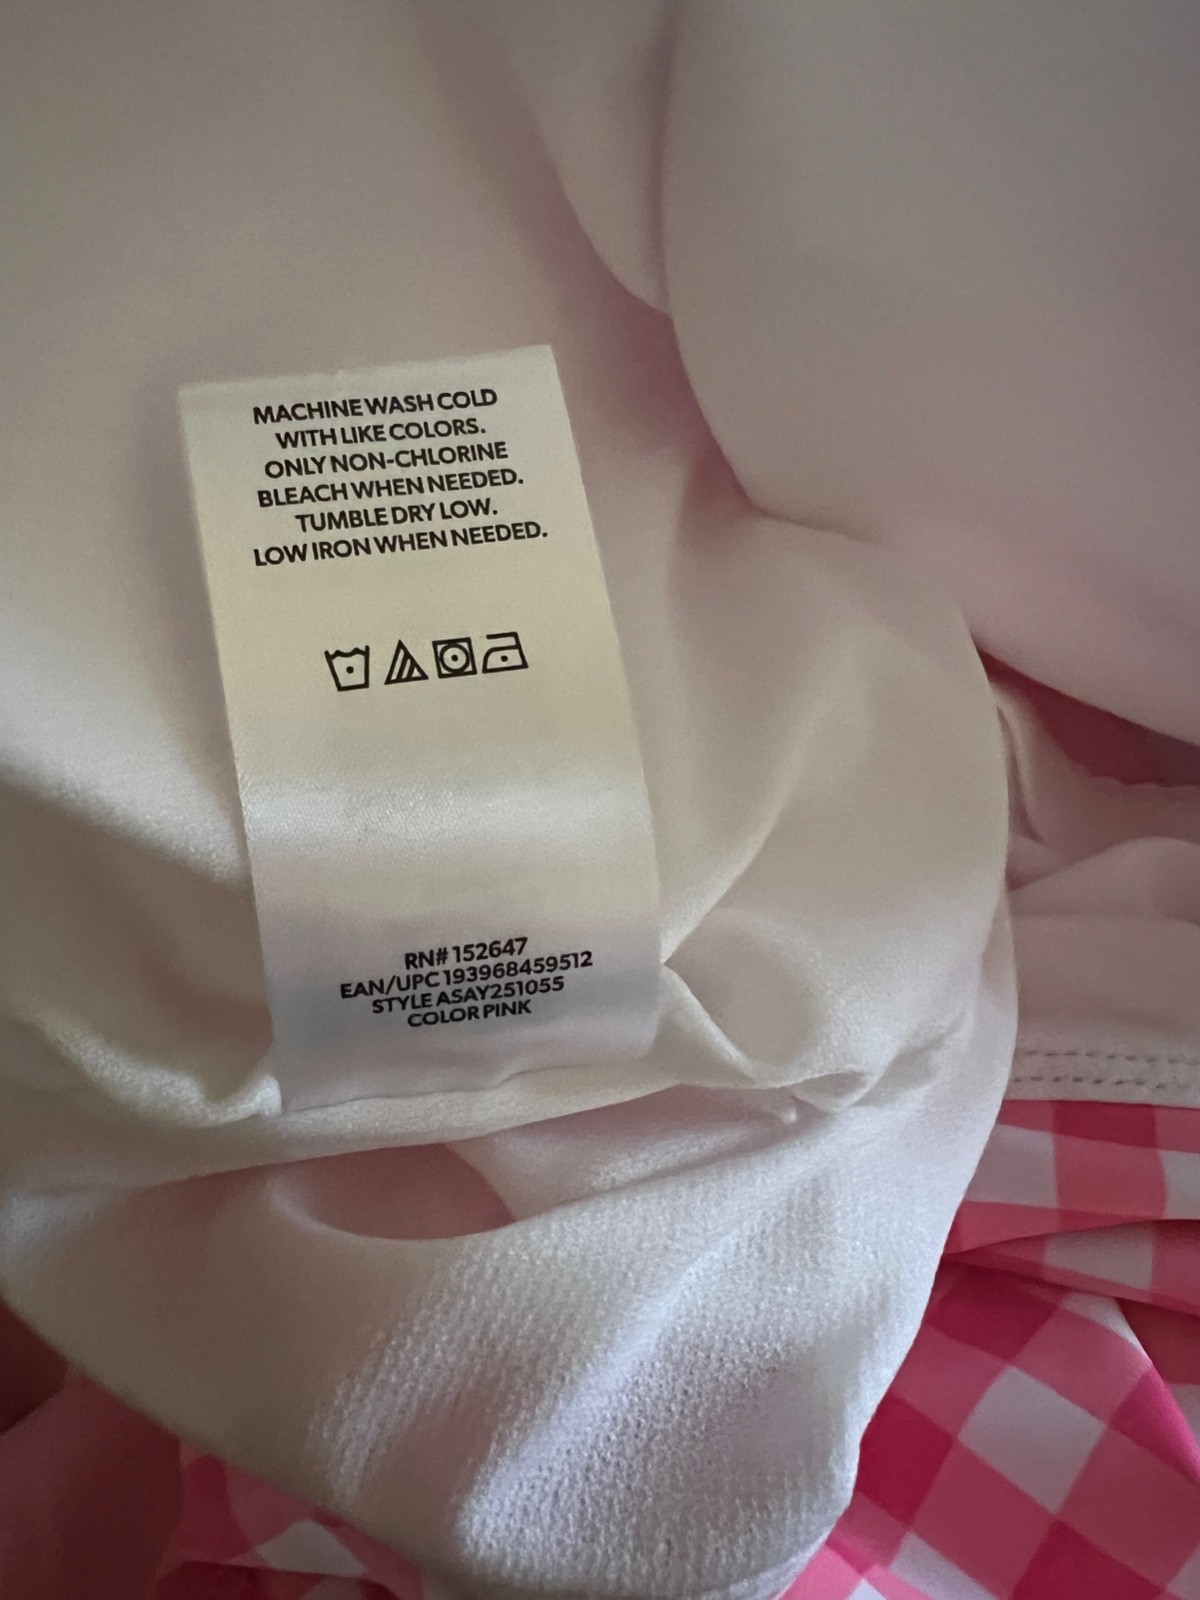 MACHINE WASH COLD
WITH LIKE COLORS.
ONLY NON-CHLORINE
BLEACH WHEN NEEDED.
TUMBLE DRY LOW.
LOW IRON WHEN NEEDED.
RN# 152647
EAN/UPC 193968459512
STYLE ASAY251055
COLOR PINK